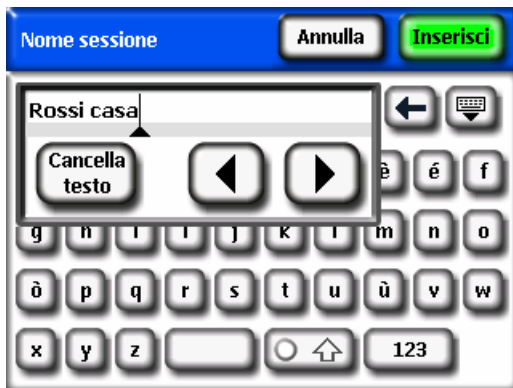 Nome sessione Annulla Inserisci
Rossi casa
Cancella
testo
è é f
m n o
ò p q r s t u ù v w
x y z 123